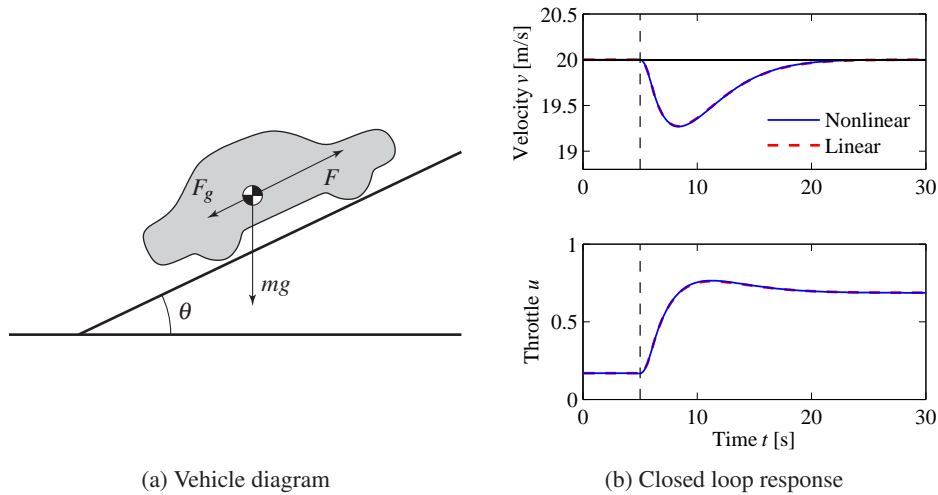 F_g
F
mg
θ
(a) Vehicle diagram
Velocity v [m/s]
20.5
20
19.5
19
Nonlinear
Linear
0
10
20
30
Throttle u
1
0.5
0
0
10
20
30
Time t [s]
(b) Closed loop response